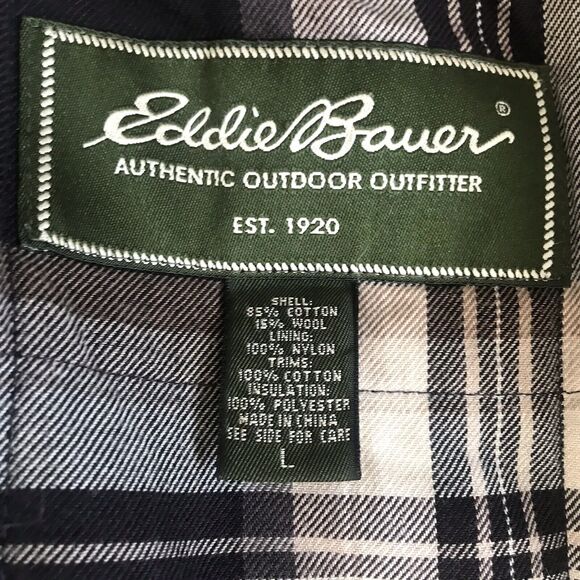 Eddie Bauer®
AUTHENTIC OUTDOOR OUTFITTER
EST. 1920
SHELL:
85% COTTON
15% WOOL
LINING:
100% NYLON
TRIMS:
100% COTTON
INSULATION:
100% POLYESTER
MADE IN CHINA
SEE SIDE FOR CARE
L